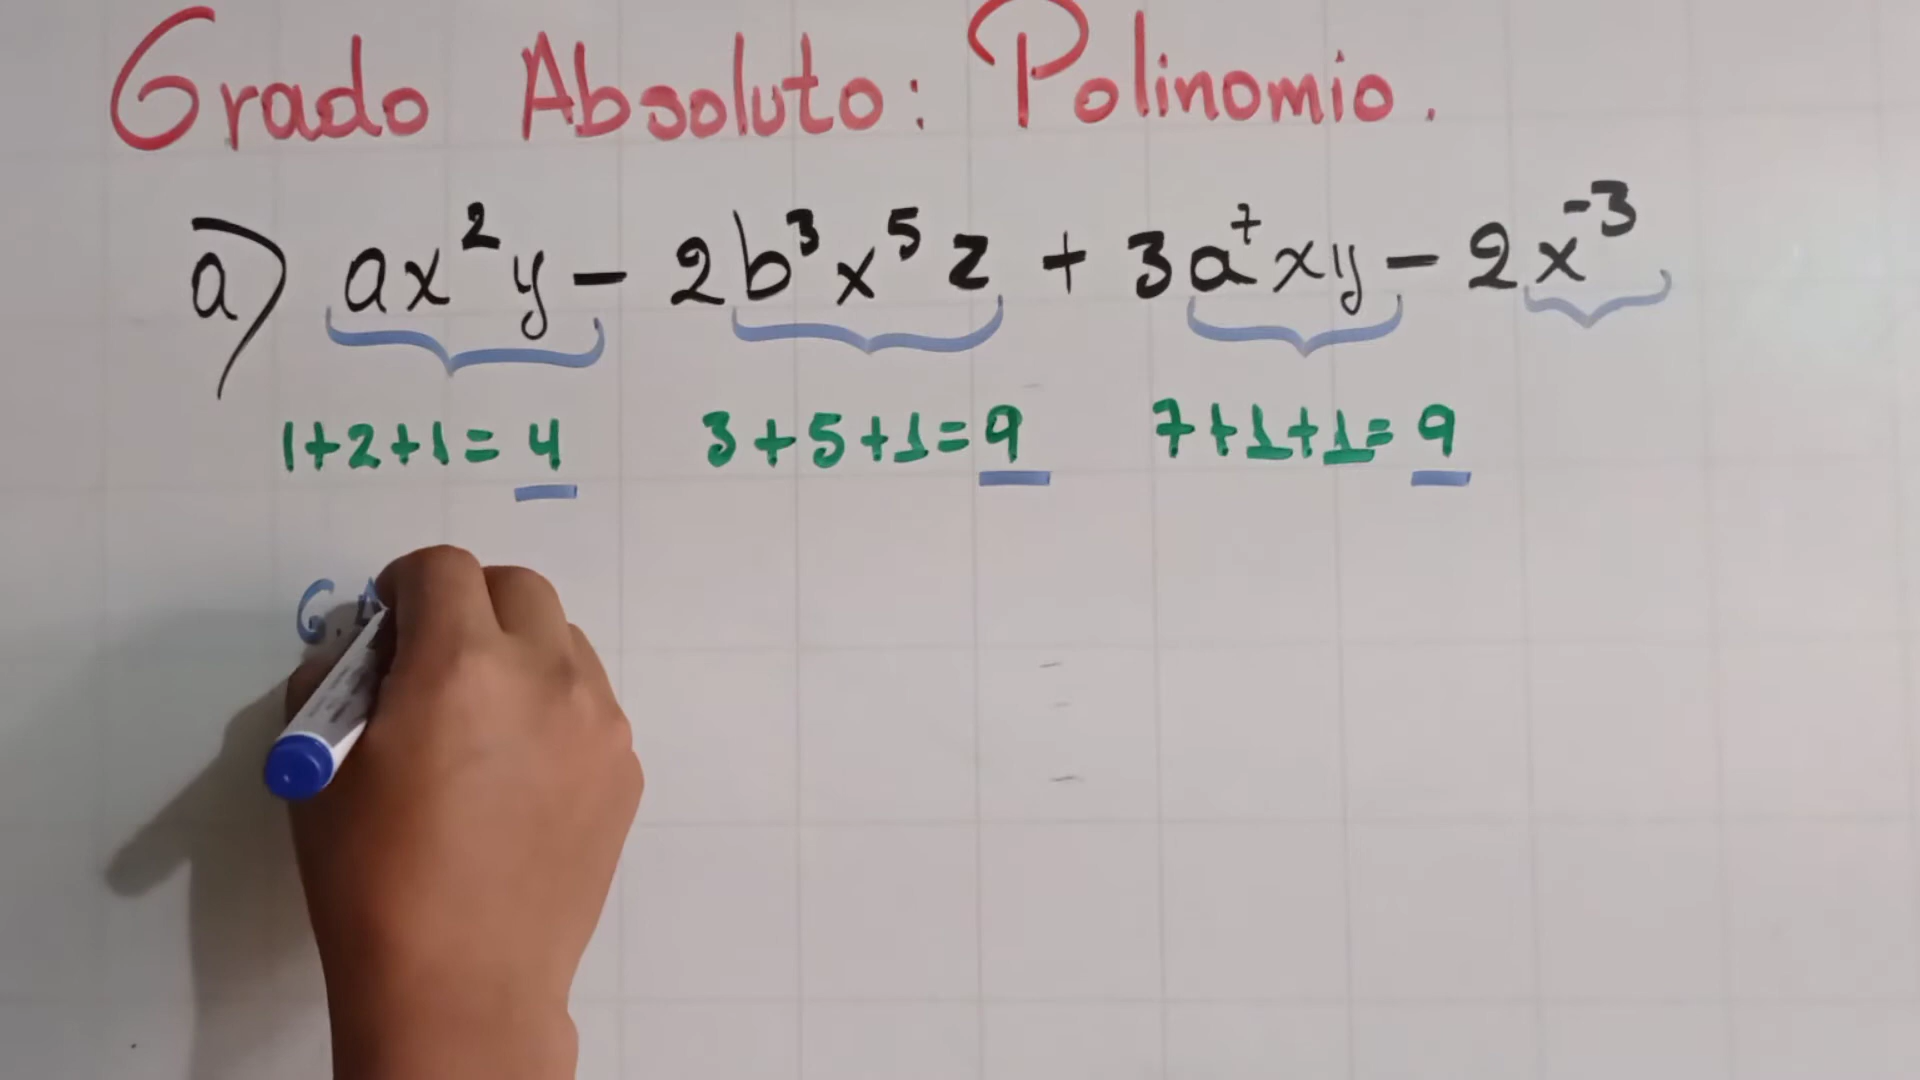 Grado Absoluto: Polinomio.
a) ax²y - 2b³x⁵z + 3a⁷xy - 2x⁻³
1+2+1=4 3+5+1=9 7+1+1=9
G.A